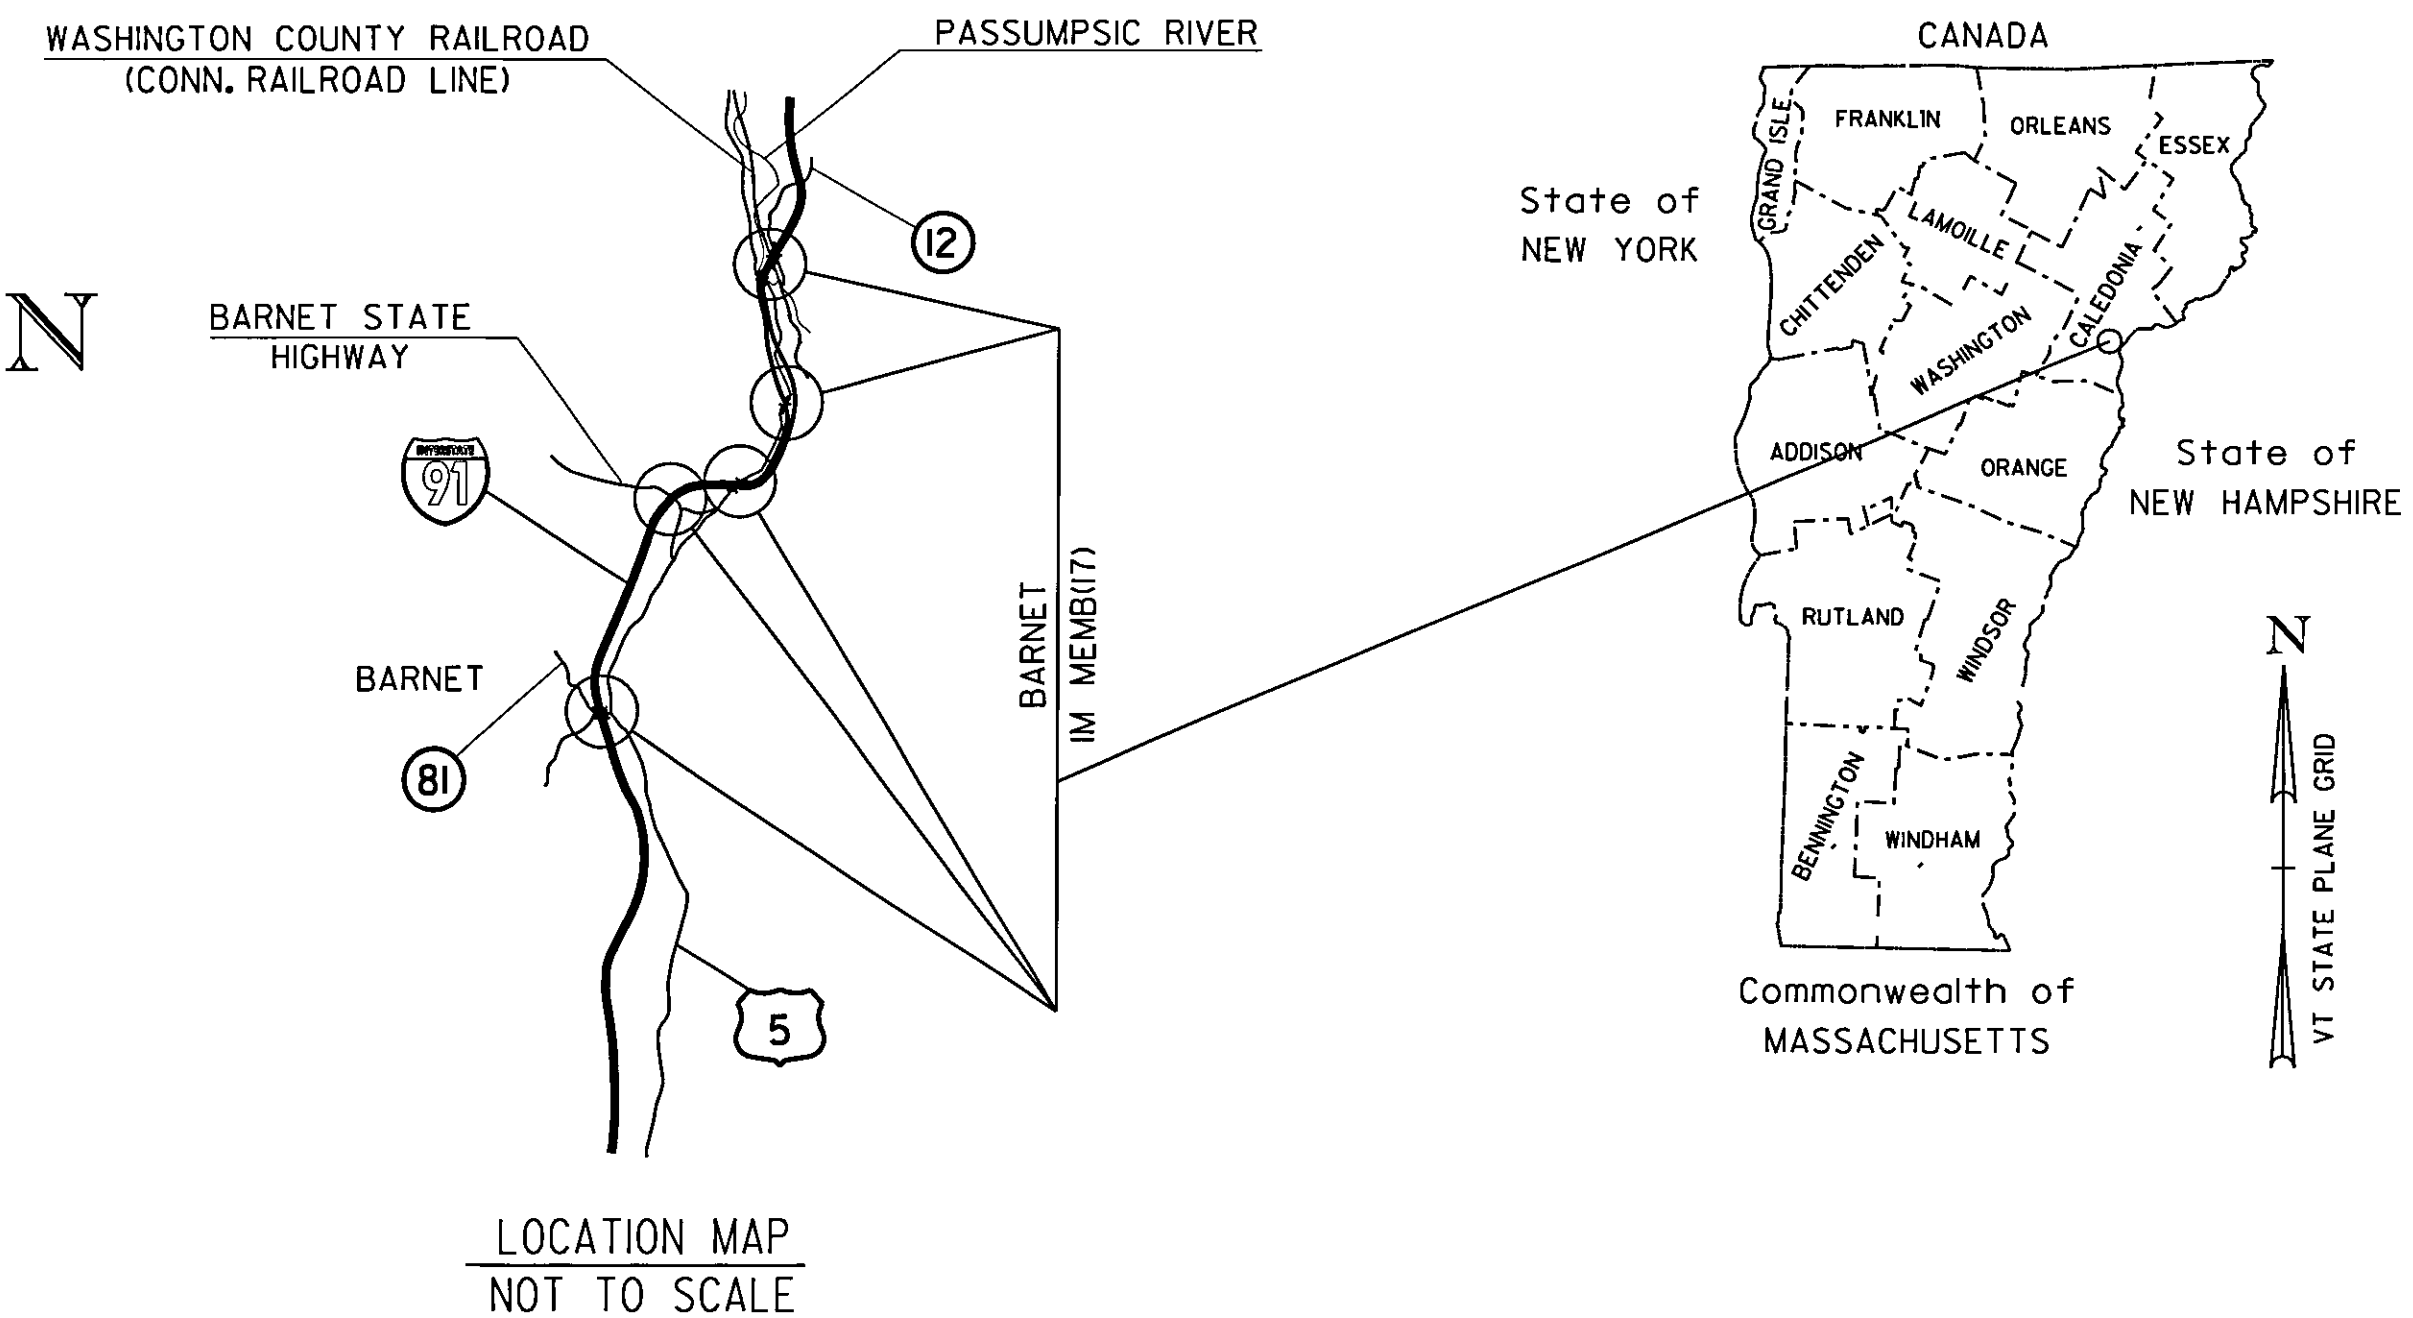 WASHINGTON COUNTY RAILROAD
(CONN. RAILROAD LINE)
PASSUMPSIC RIVER
12
N
BARNET STATE
HIGHWAY
INTERSTATE
91
BARNET
81
5
BARNET
IM MEMB(17)
LOCATION MAP
NOT TO SCALE
CANADA
GRAND ISLE
FRANKLIN
ORLEANS
ESSEX
State of
NEW YORK
LAMOILLE
CHITTENDEN
CALEDONIA
WASHINGTON
ADDISON
ORANGE
State of
NEW HAMPSHIRE
RUTLAND
WINDSOR
BENNINGTON
WINDHAM
Commonwealth of
MASSACHUSETTS
N
VT STATE PLANE GRID